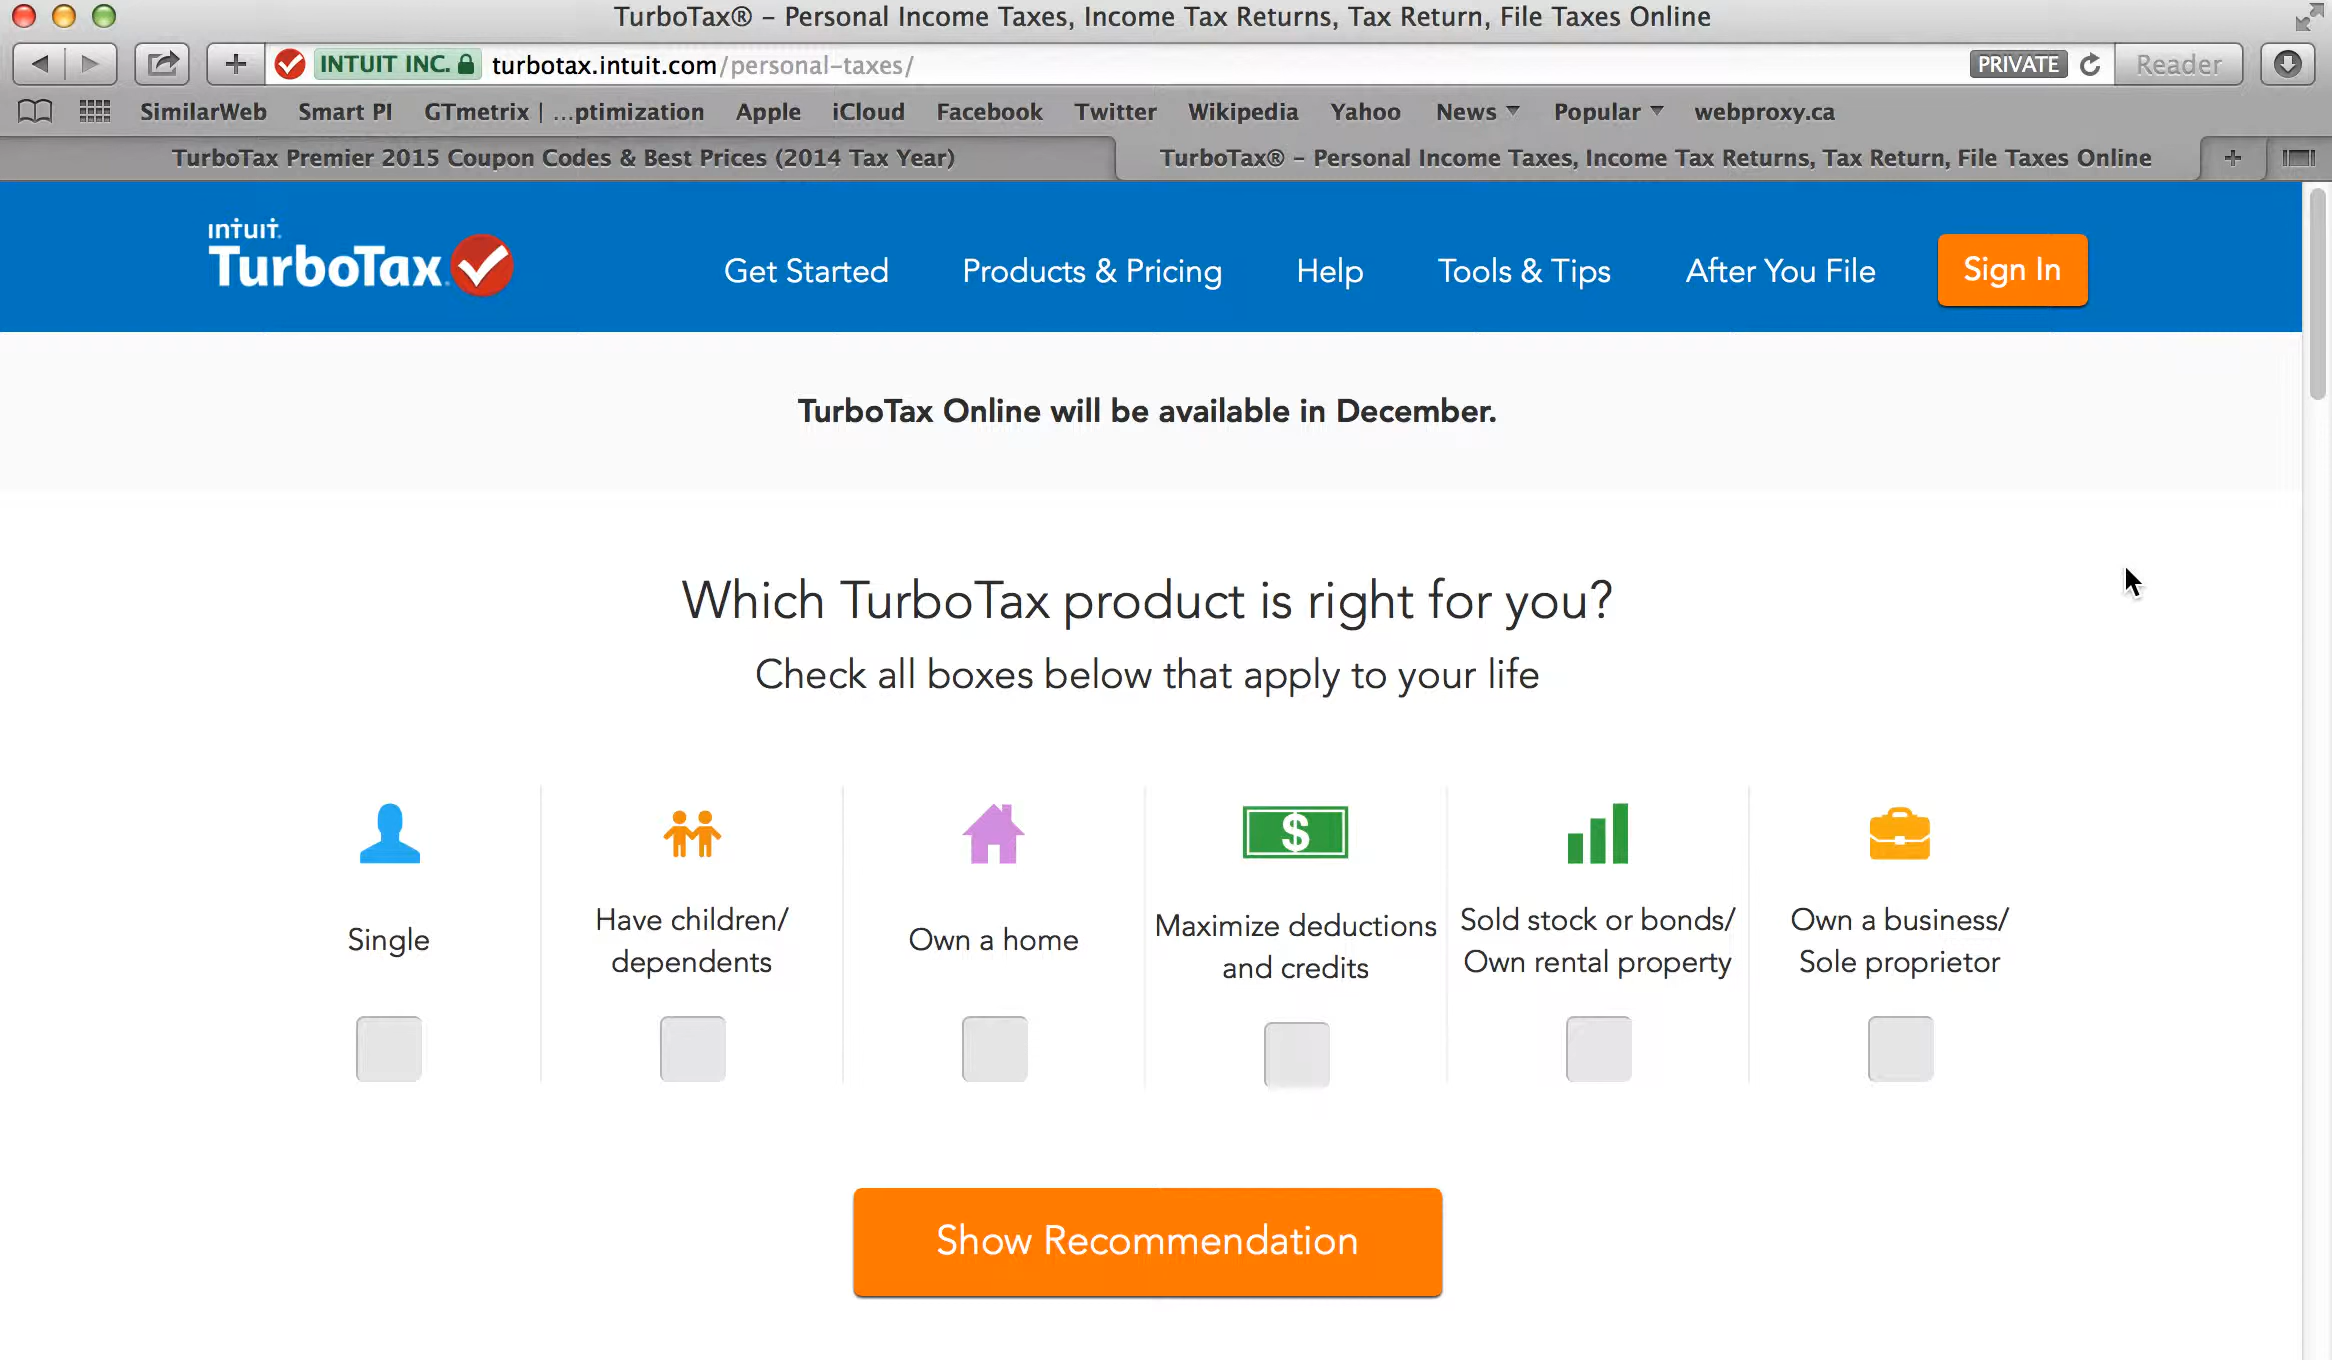 TurboTax® – Personal Income Taxes, Income Tax Returns, Tax Return, File Taxes Online
INTUIT INC. turbotax.intuit.com/personal-taxes/ PRIVATE Reader
SimilarWeb Smart PI GTmetrix | ...ptimization Apple iCloud Facebook Twitter Wikipedia Yahoo News Popular webproxy.ca
TurboTax Premier 2015 Coupon Codes & Best Prices (2014 Tax Year) TurboTax® – Personal Income Taxes, Income Tax Returns, Tax Return, File Taxes Online
intuit.
TurboTax Get Started Products & Pricing Help Tools & Tips After You File Sign In
TurboTax Online will be available in December.
Which TurboTax product is right for you?
Check all boxes below that apply to your life
$
Single
Have children/
dependents
Own a home
Maximize deductions
and credits
Sold stock or bonds/
Own rental property
Own a business/
Sole proprietor
Show Recommendation